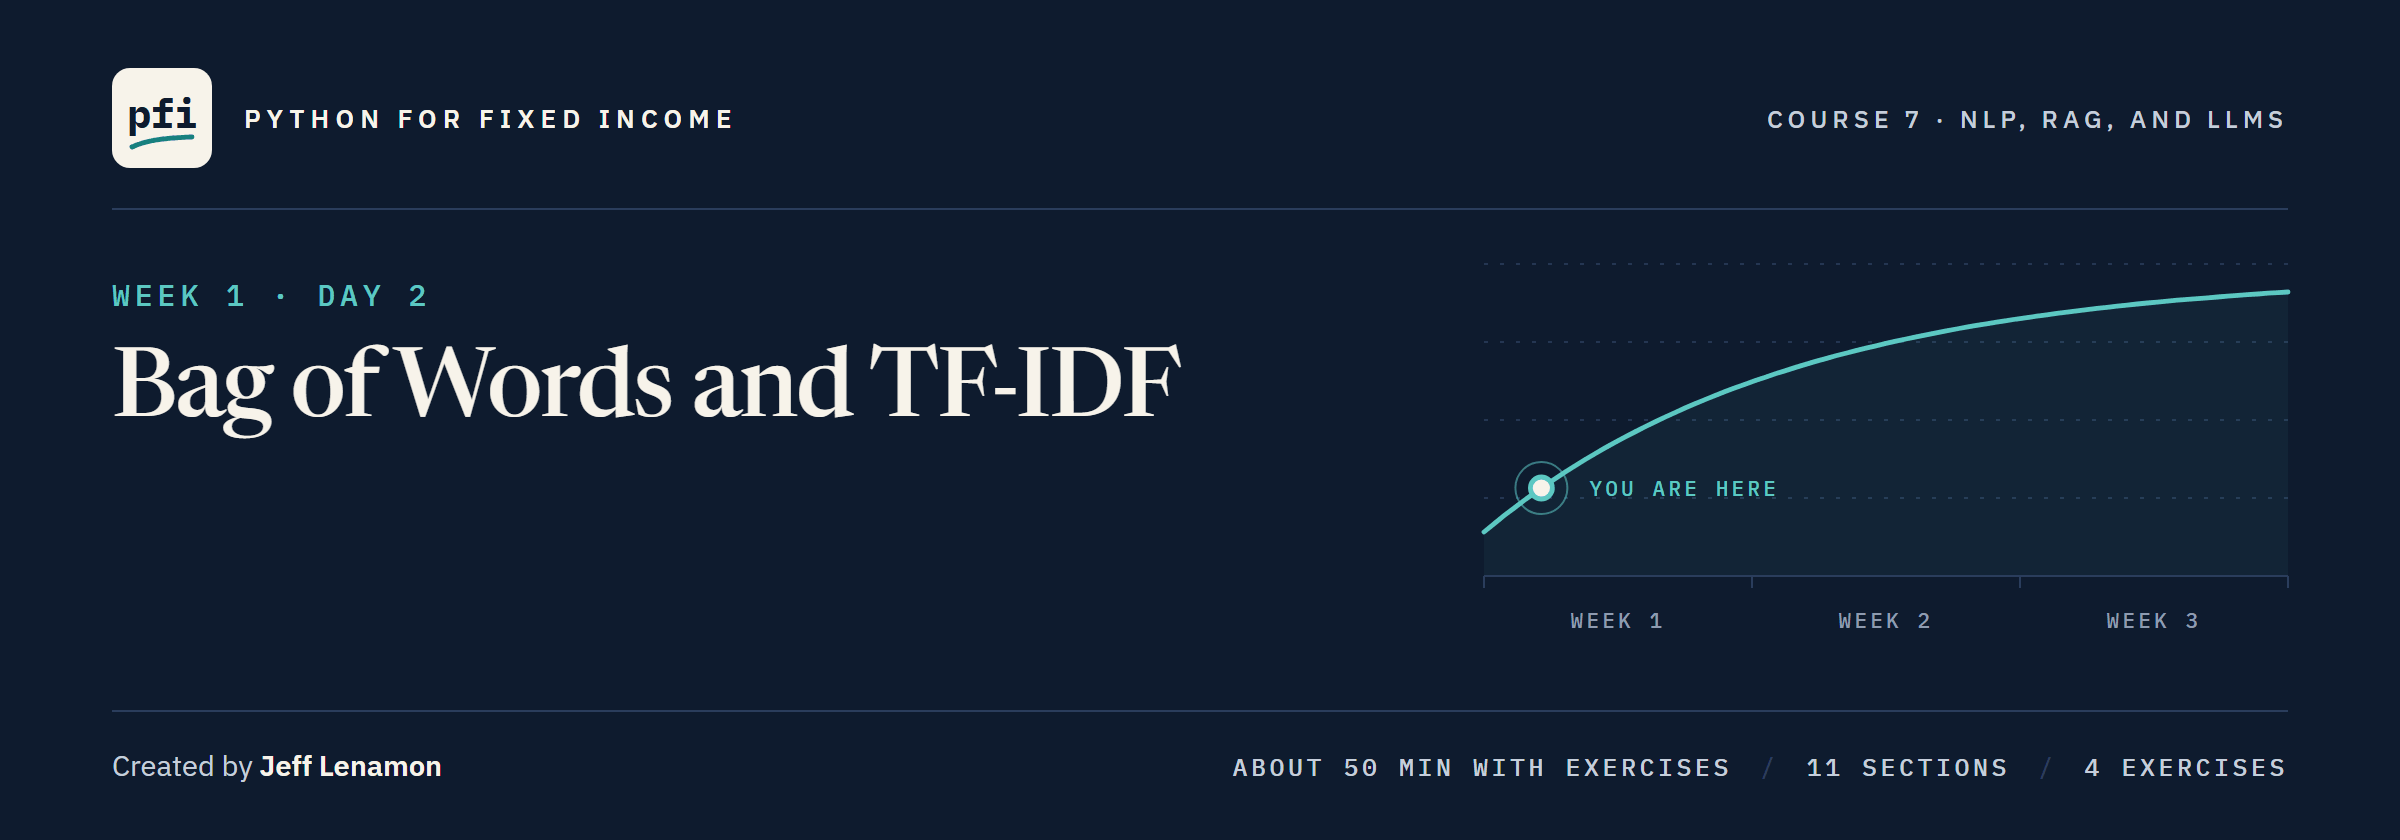 pfi
PYTHON FOR FIXED INCOME
COURSE 7 · NLP, RAG, AND LLMS
WEEK 1 · DAY 2
Bag of Words and TF-IDF
YOU ARE HERE
WEEK 1
WEEK 2
WEEK 3
Created by Jeff Lenamon
ABOUT 50 MIN WITH EXERCISES / 11 SECTIONS / 4 EXERCISES